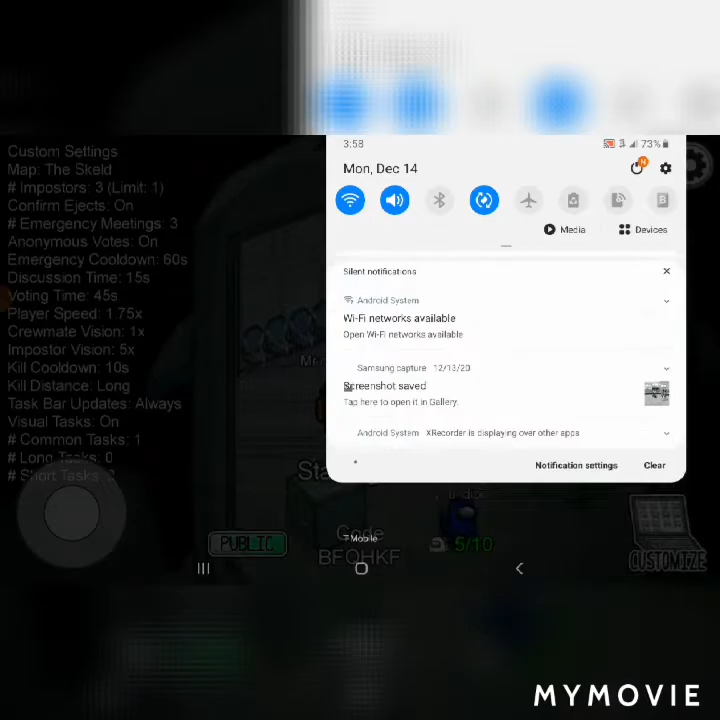 Custom Settings
Map: The Skeld
# Impostors: 3 (Limit: 1)
Confirm Ejects: On
# Emergency Meetings: 3
Anonymous Votes: On
Emergency Cooldown: 60s
Discussion Time: 15s
Voting Time: 45s
Player Speed: 1.75x
Crewmate Vision: 1x
Impostor Vision: 5x
Kill Cooldown: 10s
Kill Distance: Long
Task Bar Updates: Always
Visual Tasks: On
# Common Tasks: 1
# Long Tasks: 0
# Short Tasks: 2
3:58
73%
Mon, Dec 14
N
Media
Devices
Silent notifications
Android System
Wi-Fi networks available
Open Wi-Fi networks available
Samsung capture 12/13/20
Screenshot saved
Tap here to open it in Gallery.
Android System XRecorder is displaying over other apps
Notification settings
Clear
Mobile
PUBLIC
Code
BFQHKF
5/10
CUSTOMIZE
MYMOVIE